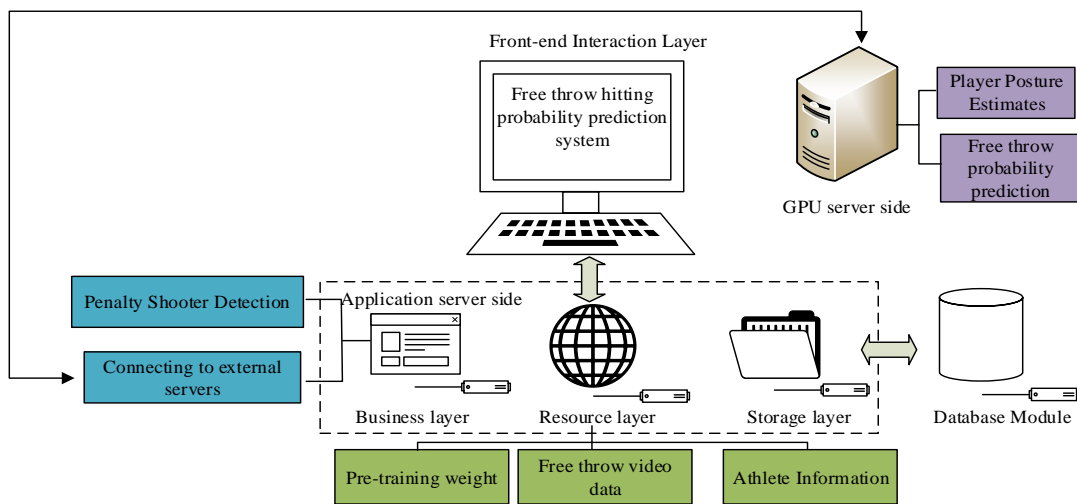 Front-end Interaction Layer
Free throw hitting
probability prediction
system
Player Posture
Estimates
Free throw
probability
prediction
GPU server side
Penalty Shooter Detection
Connecting to external
servers
Application server side
Business layer
Resource layer
Storage layer
Database Module
Pre-training weight
Free throw video
data
Athlete Information